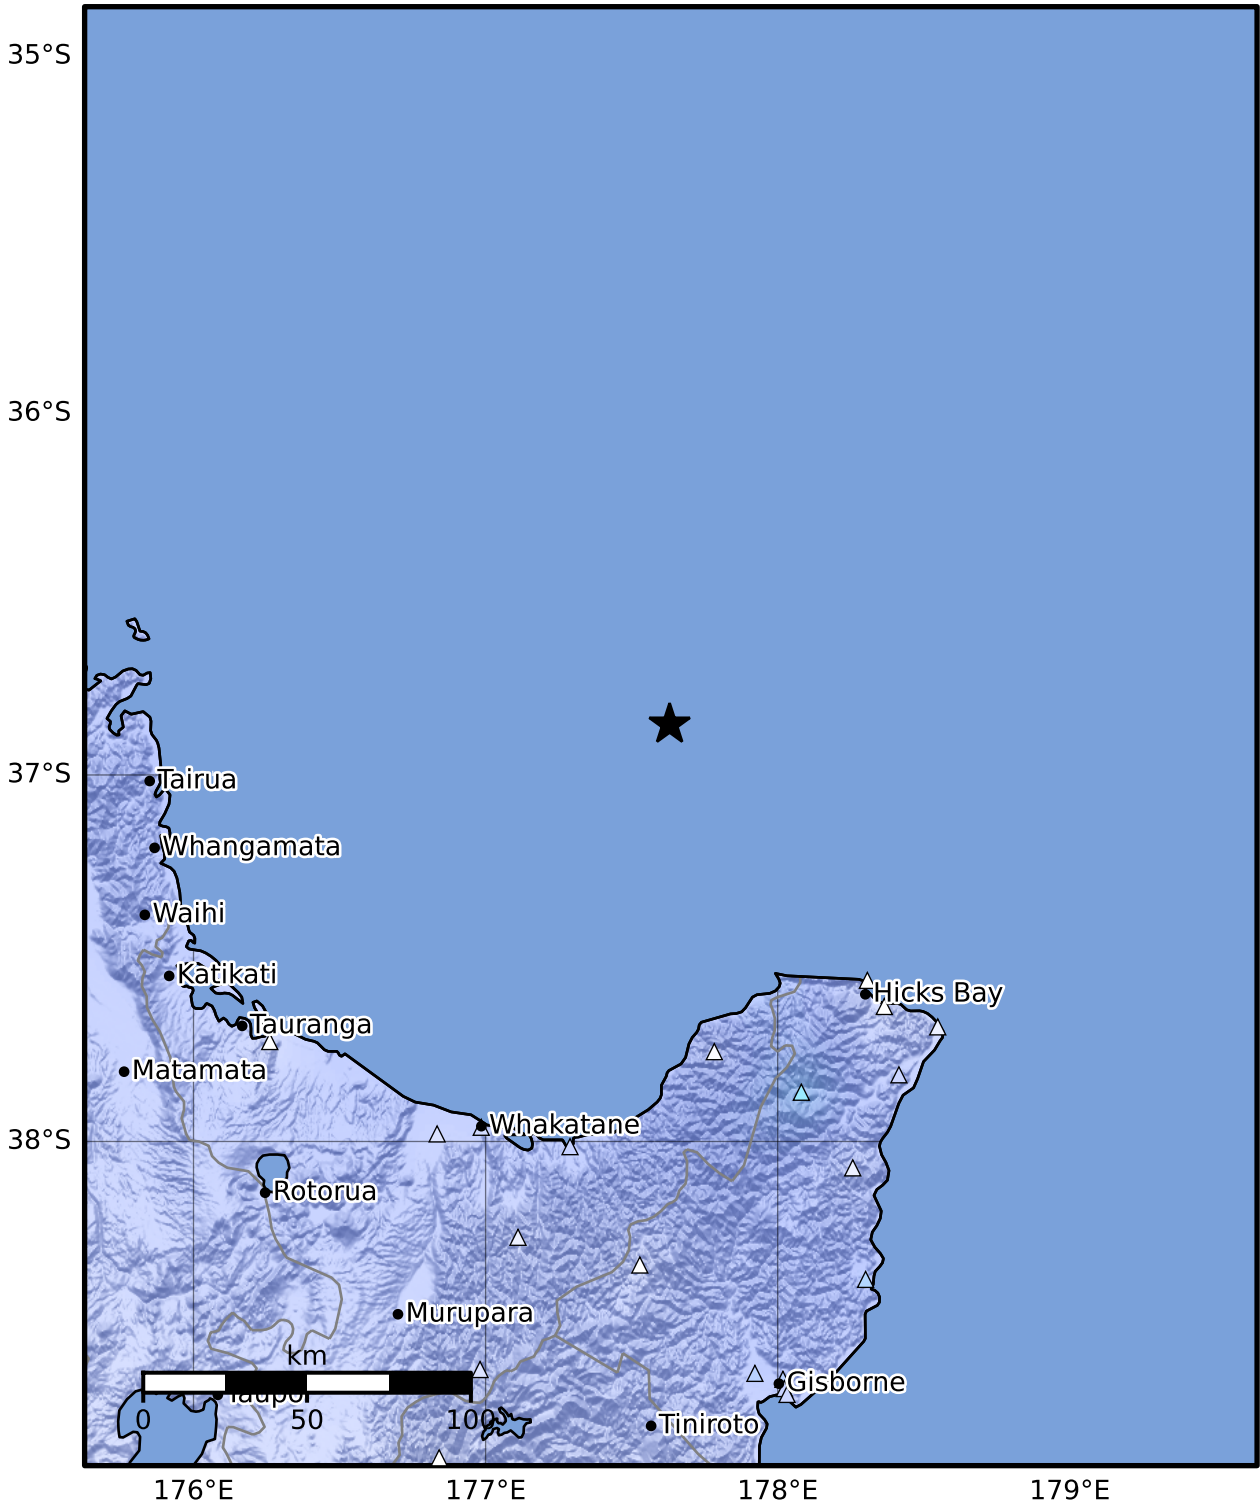 35°S
36°S
37°S
Tairua
Whangamata
Waihi
Katikati
Hicks Bay
Tauranga
Matamata
Whakatane
38°S
Rotorua
Murupara
km
Gisborne
Taupo
0 50 100
Tiniroto
176°E 177°E 178°E 179°E